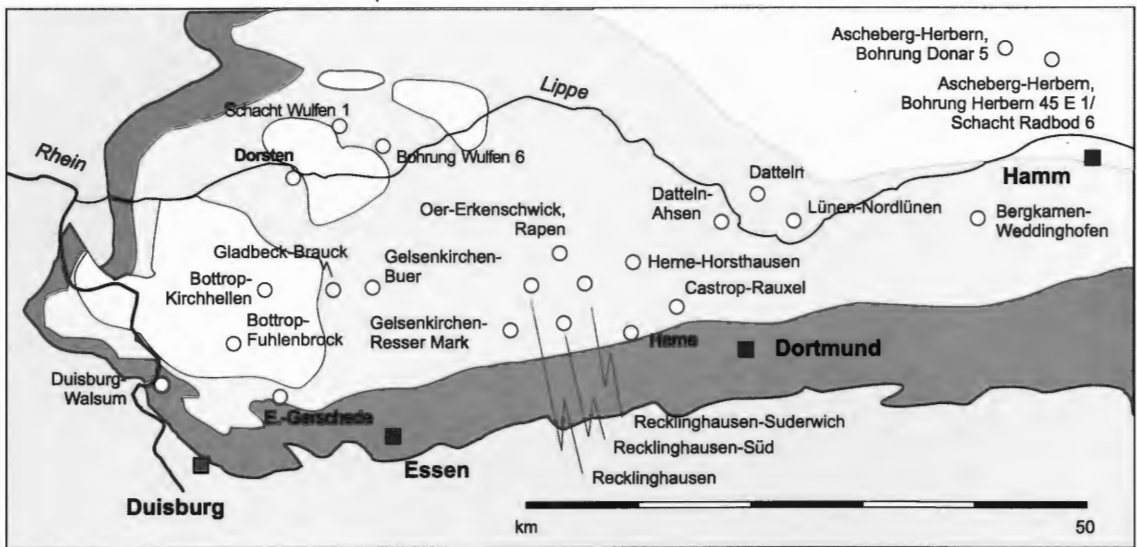 Ascheberg-Herbern,
Bohrung Donar 5
Ascheberg-Herbern,
Bohrung Herbern 45 E 1/
Schacht Radbod 6
Lippe
Schacht Wulfen 1
Rhein
Dorsten
Bohrung Wulfen 6
Hamm
Datteln
Datteln-
Ahsen
Lünen-Nordlünen
Bergkamen-
Weddinghofen
Oer-Erkenschwick,
Rapen
Gladbeck-Brauck
Gelsenkirchen-
Buer
Herne-Horsthausen
Bottrop-
Kirchhellen
Castrop-Rauxel
Bottrop-
Fuhlenbrock
Gelsenkirchen-
Resser Mark
Herne
Dortmund
Duisburg-
Walsum
E.-Gerschede
Recklinghausen-Suderwich
Recklinghausen-Süd
Recklinghausen
Essen
Duisburg
km
50